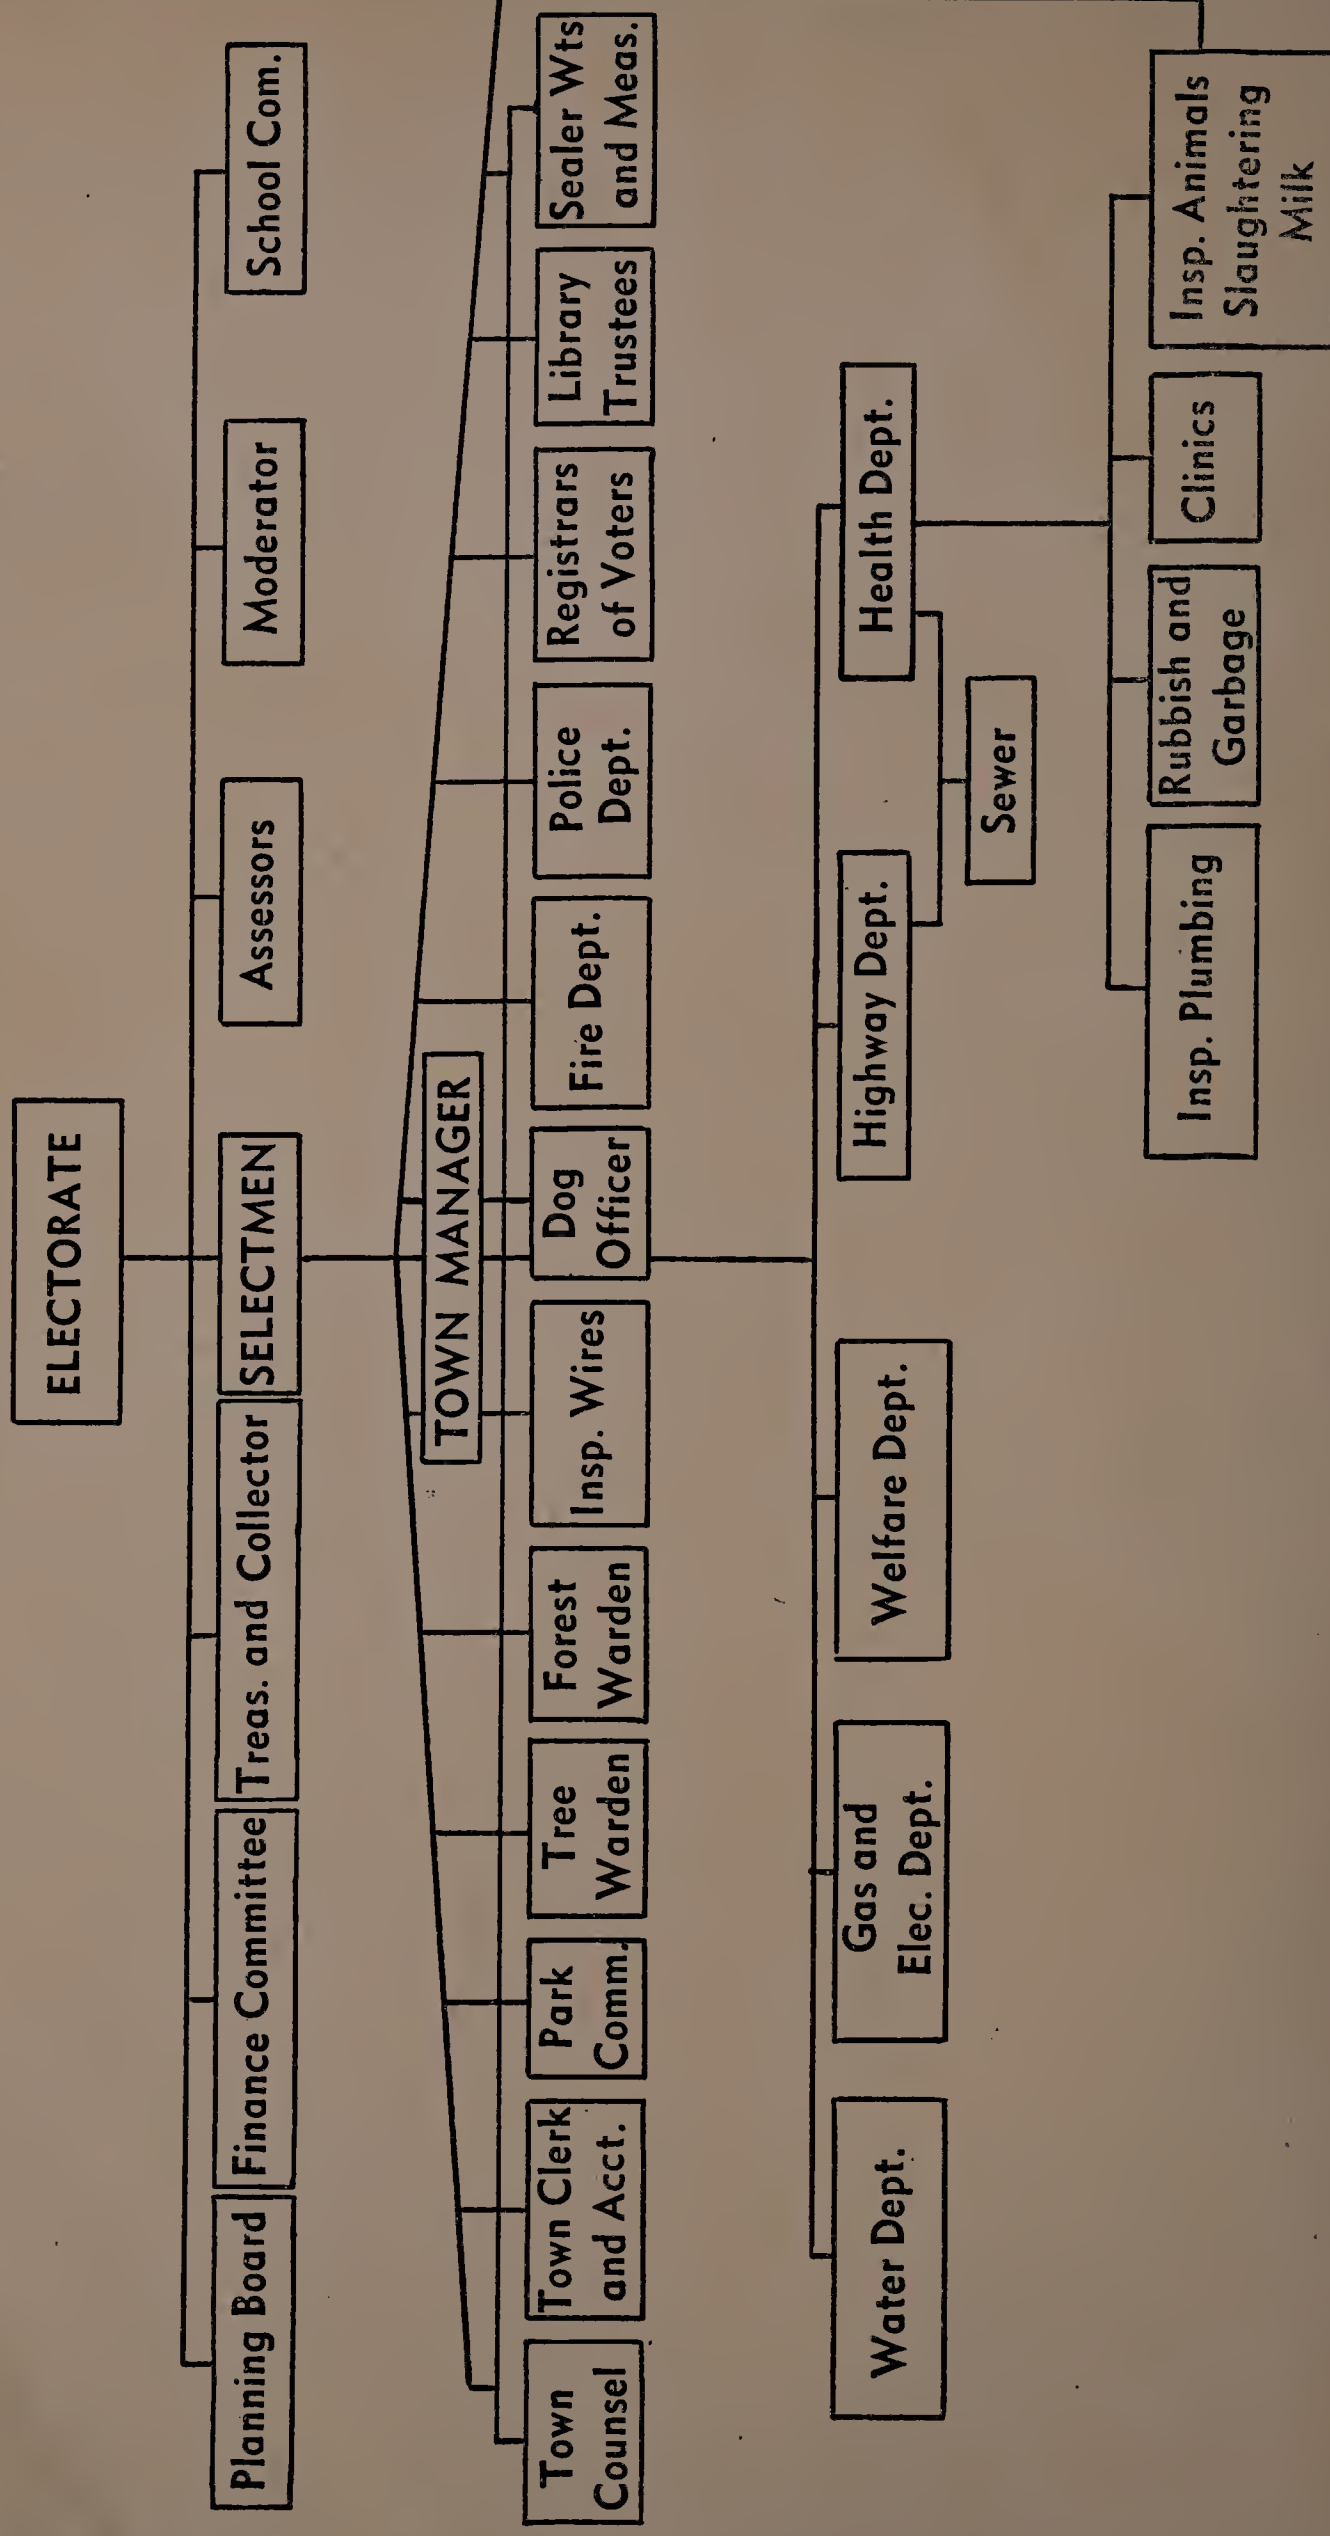 ELECTORATE
Planning Board
Finance Committee
Treas. and Collector
SELECTMEN
Assessors
Moderator
School Com.
TOWN MANAGER
Town
Counsel
Town Clerk
and Acct.
Park
Comm.
Tree
Warden
Forest
Warden
Insp. Wires
Dog
Officer
Fire Dept.
Police
Dept.
Registrars
of Voters
Library
Trustees
Sealer Wts
and Meas.
Water Dept.
Gas and
Elec. Dept.
Welfare Dept.
Highway Dept.
Health Dept.
Sewer
Insp. Plumbing
Rubbish and
Garbage
Clinics
Insp. Animals
Slaughtering
Milk